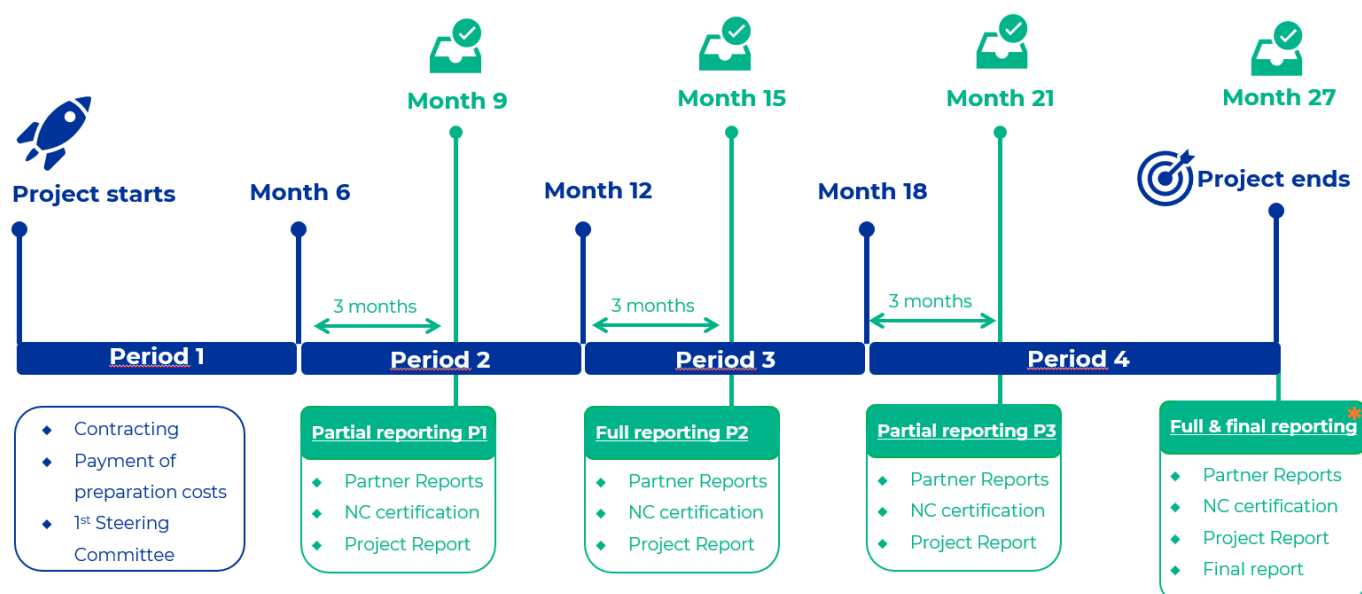 Month 9
Month 15
Month 21
Month 27
Project starts
Month 6
Month 12
Month 18
Project ends
3 months
3 months
3 months
Period 1
Period 2
Period 3
Period 4
Contracting
Payment of
preparation costs
1st Steering
Committee
Partial reporting P1
Partner Reports
NC certification
Project Report
Full reporting P2
Partner Reports
NC certification
Project Report
Partial reporting P3
Partner Reports
NC certification
Project Report
Full & final reporting*
Partner Reports
NC certification
Project Report
Final report